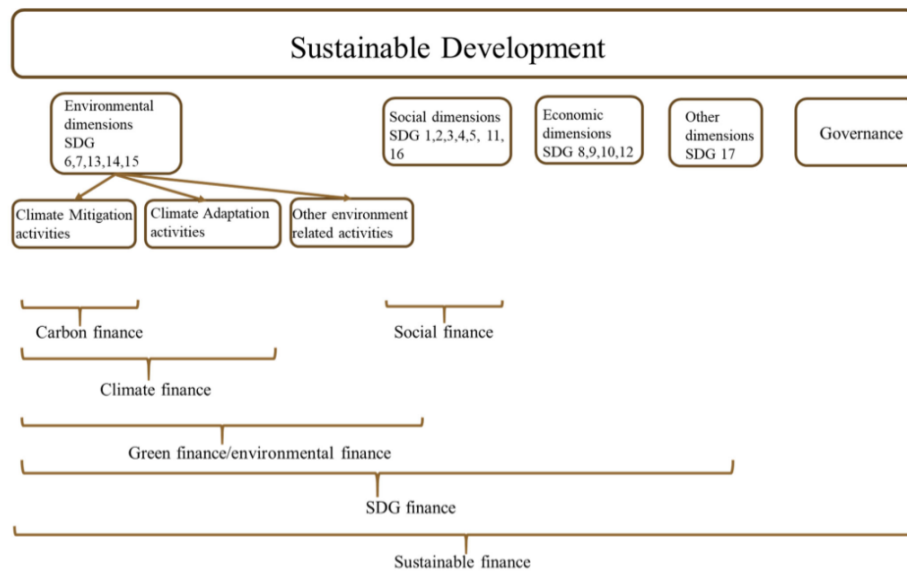 Sustainable Development
Environmental
dimensions
SDG
6,7,13,14,15
Social dimensions
SDG 1,2,3,4,5, 11,
16
Economic
dimensions
SDG 8,9,10,12
Other
dimensions
SDG 17
Governance
Climate Mitigation
activities
Climate Adaptation
activities
Other environment
related activities
Carbon finance
Social finance
Climate finance
Green finance/environmental finance
SDG finance
Sustainable finance